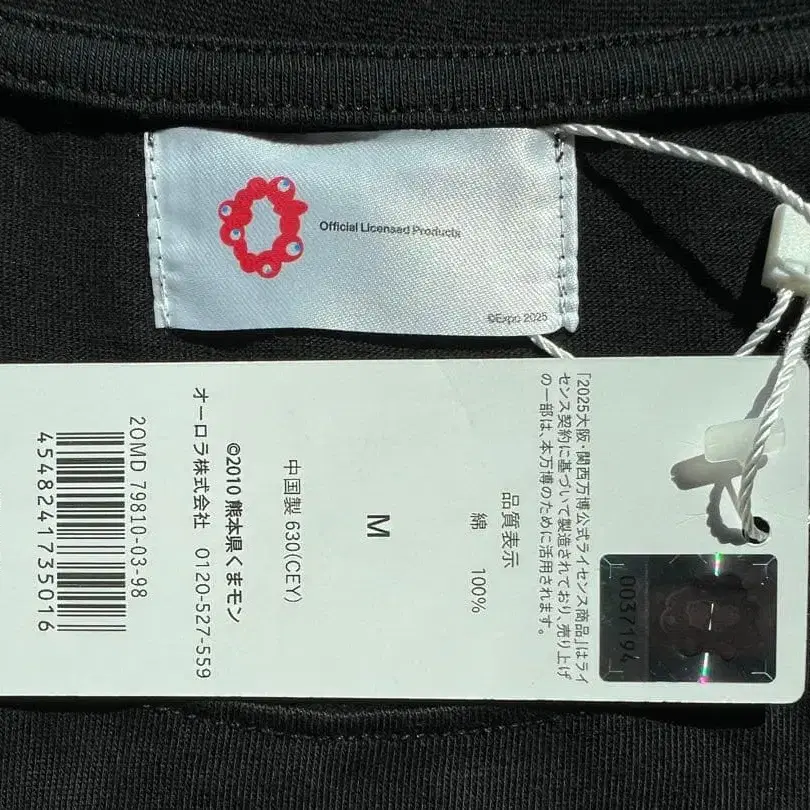 Official Licensed Products
©Expo 2025
「2025大阪・関西万博公式ライセンス商品」はライ
センス契約に基づいて製造されており、売り上げ
の一部は、本万博のために活用されます。
0037194
品質表示
綿 100%
M
中国製 630(CEY)
©2010 熊本県くまモン
オーロラ株式会社 0120-527-559
2OMD 79810-03-98
4548241735016